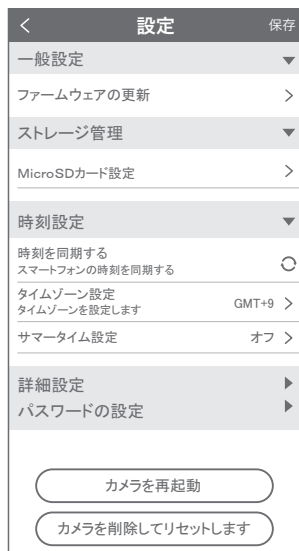 設定
保存
一般設定
ファームウェアの更新
ストレージ管理
MicroSDカード設定
時刻設定
時刻を同期する
スマートフォンの時刻を同期する
タイムゾーン設定
タイムゾーンを設定します
GMT+9
サマータイム設定
オフ
詳細設定
パスワードの設定
カメラを再起動
カメラを削除してリセットします